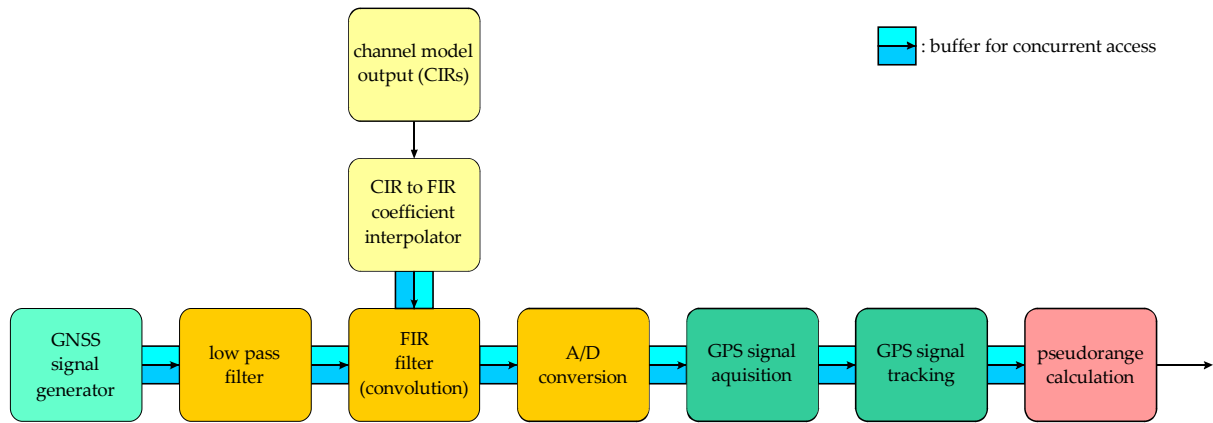 channel model
output (CIRs)
: buffer for concurrent access
CIR to FIR
coefficient
interpolator
GNSS
signal
generator
low pass
filter
FIR
filter
(convolution)
A/D
conversion
GPS signal
aquisition
GPS signal
tracking
pseudorange
calculation